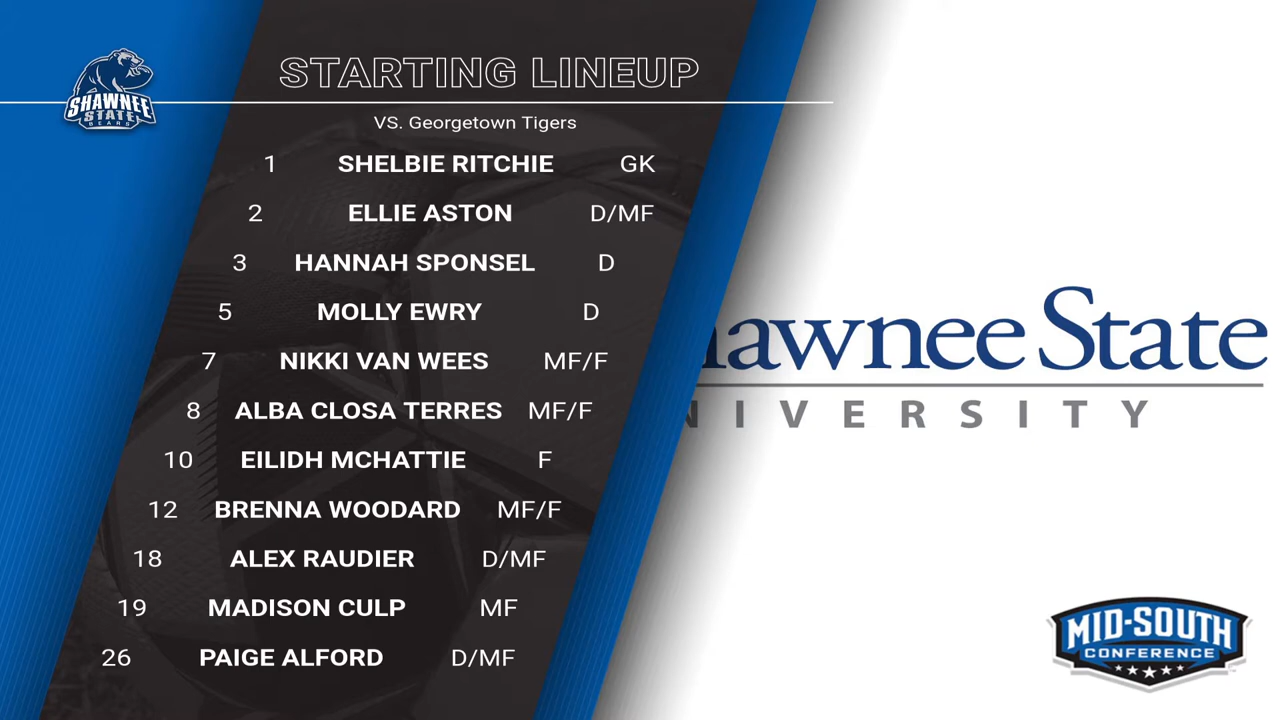 SHAWNEE
STATE
BEARS
STARTING LINEUP
VS. Georgetown Tigers
1 SHELBIE RITCHIE GK
2 ELLIE ASTON D/MF
3 HANNAH SPONSEL D
5 MOLLY EWRY D
7 NIKKI VAN WEES MF/F
8 ALBA CLOSA TERRES MF/F
10 EILIDH MCHATTIE F
12 BRENNA WOODARD MF/F
18 ALEX RAUDIER D/MF
19 MADISON CULP MF
26 PAIGE ALFORD D/MF
hawnee State
NIVERSITY
MID-SOUTH
CONFERENCE